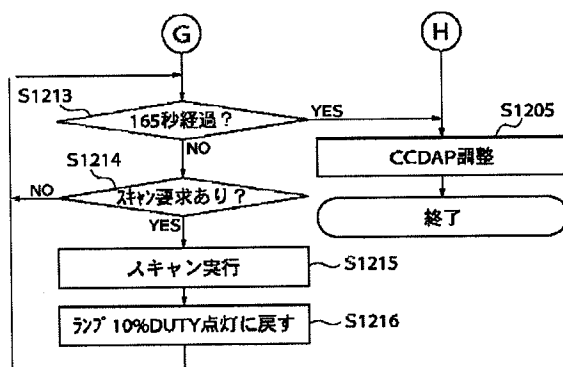 G
H
S1213
165秒経過？
YES
S1205
NO
CCDAP調整
S1214
NO
スキャン要求あり？
YES
終了
スキャン実行
S1215
ランプ 10%DUTY点灯に戻す
S1216